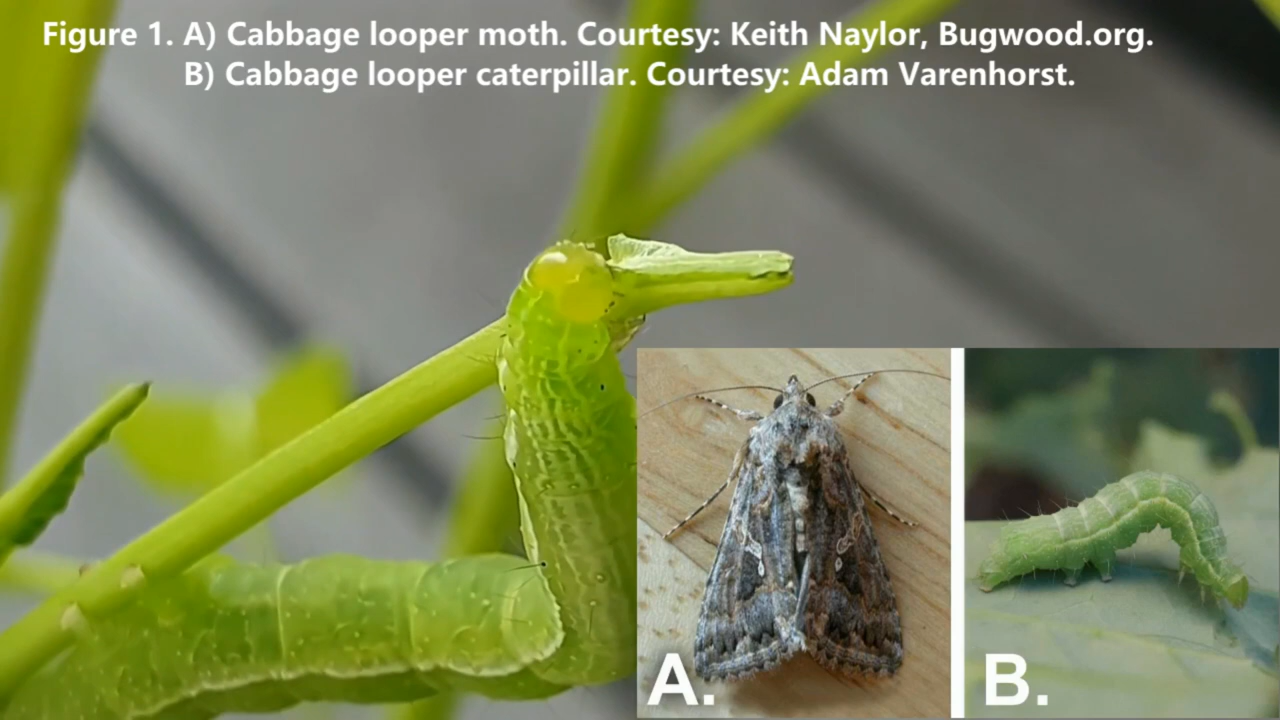 Figure 1. A) Cabbage looper moth. Courtesy: Keith Naylor, Bugwood.org.
B) Cabbage looper caterpillar. Courtesy: Adam Varenhorst.
A.
B.